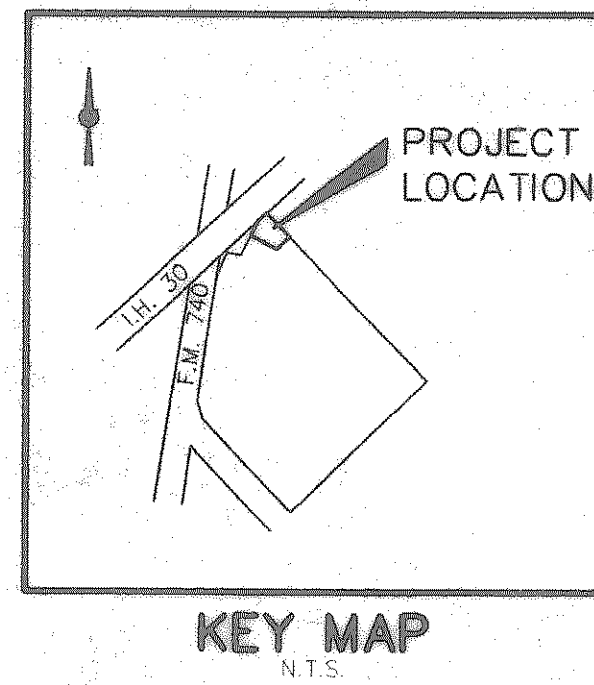 PROJECT
LOCATION
I.H. 30
F.M. 740
KEY MAP
N.T.S.